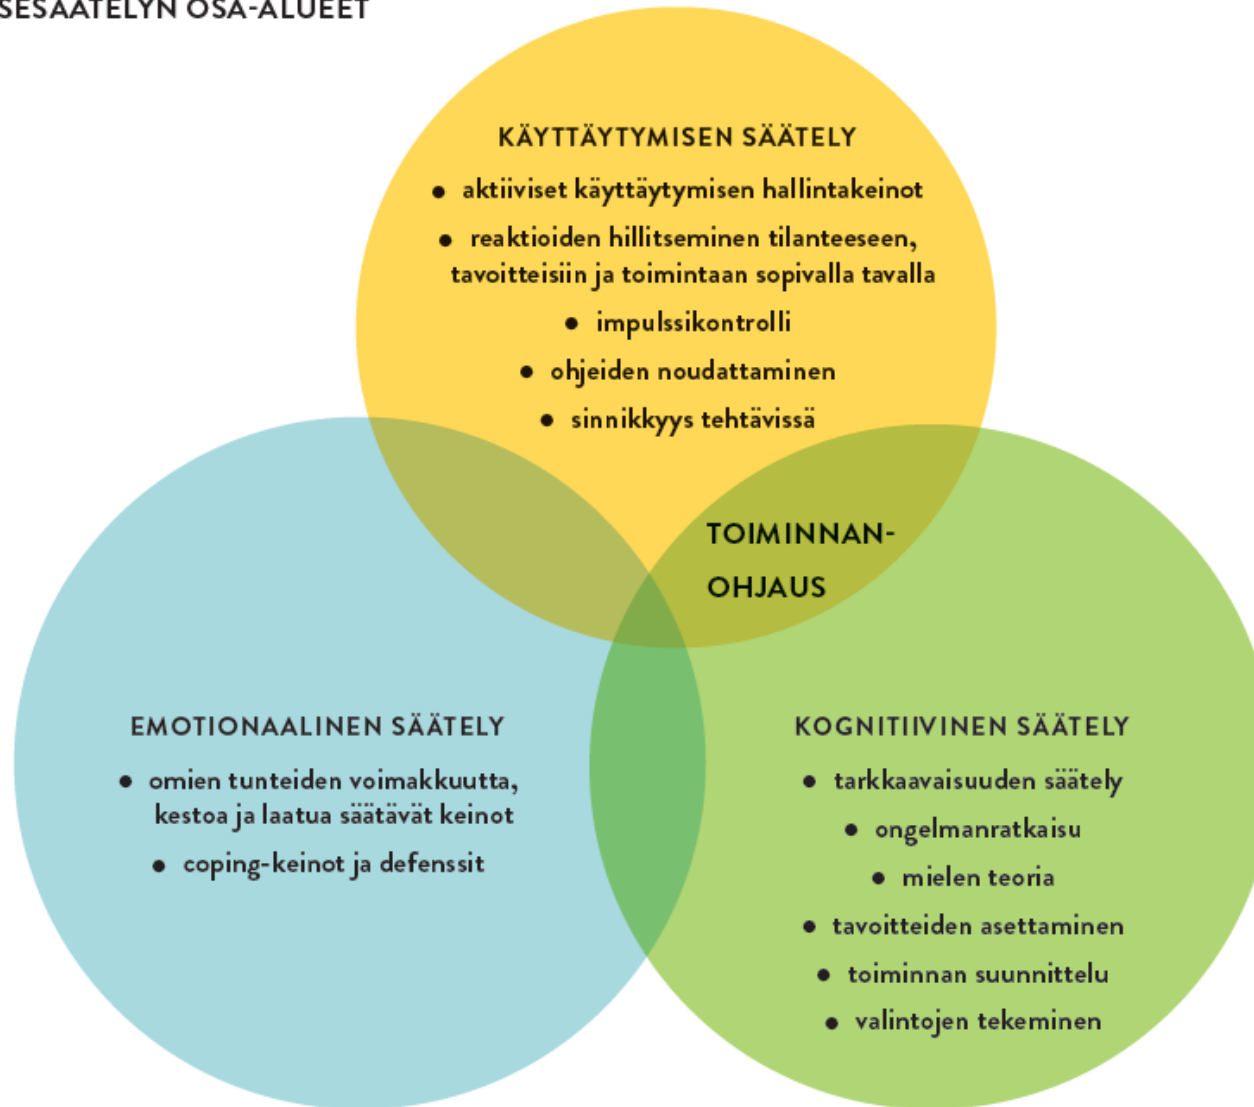 SESÄÄTELYN OSA-ALUEET
KÄYTTÄYTYMISEN SÄÄTELY
● aktiiviset käyttäytymisen hallintakeinot
● reaktioiden hillitseminen tilanteeseen,
tavoitteisiin ja toimintaan sopivalla tavalla
● impulssikontrolli
● ohjeiden noudattaminen
● sinnikkyys tehtävissä
TOIMINNAN-
OHJAUS
EMOTIONAALINEN SÄÄTELY
● omien tunteiden voimakkuutta,
kestoa ja laatua säätävät keinot
● coping-keinot ja defenssit
KOGNITIIVINEN SÄÄTELY
● tarkkaavaisuuden säätely
● ongelmanratkaisu
● mielen teoria
● tavoitteiden asettaminen
● toiminnan suunnittelu
● valintojen tekeminen